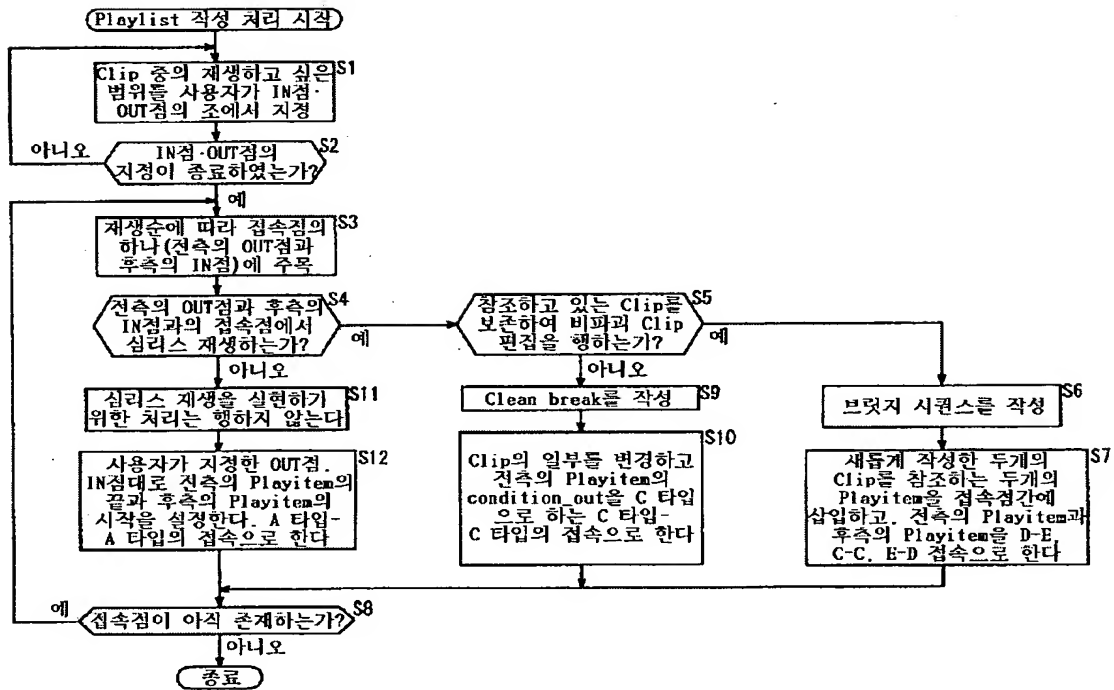 Playlist 작성 처리 시작
S1
Clip 중의 재생하고 싶은
범위를 사용자가 IN점·
OUT점의 조에서 지정
아니오
S2
IN점·OUT점의
지정이 종료하였는가?
예
S3
재생순에 따라 접속점의
하나(전측의 OUT점과
후측의 IN점)에 주목
S4
전측의 OUT점과 후측의
IN점과의 접속점에서
심리스 재생하는가?
예
아니오
S5
참조하고 있는 Clip를
보존하여 비파괴 Clip
편집을 행하는가?
예
아니오
S11
심리스 재생을 실현하기
위한 처리는 행하지 않는다
S9
Clean break를 작성
S6
브릿지 시퀀스를 작성
S12
사용자가 지정한 OUT점.
IN점대로 전측의 Playitem의
끝과 후측의 Playitem의
시작을 설정한다. A 타입-
A 타입의 접속으로 한다
S10
Clip의 일부를 변경하고
전측의 Playitem의
condition_out을 C 타입
으로 하는 C 타입-
C 타입의 접속으로 한다
S7
새롭게 작성한 두개의
Clip를 참조하는 두개의
Playitem을 접속점간에
삽입하고. 전측의 Playitem과
후측의 Playitem을 D-E,
C-C, E-D 접속으로 한다
예
S8
접속점이 아직 존재하는가?
아니오
종료